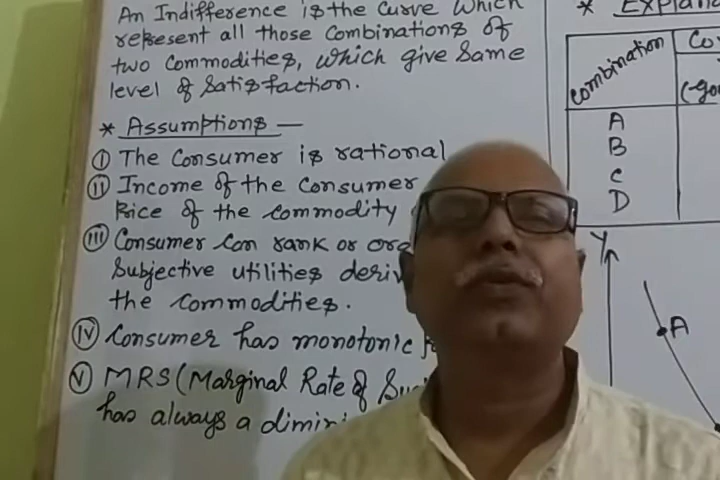 An Indifference is the Curve which
represent all those Combinations of
two Commodities, which give Same
level of Satisfaction.
* Assumptions —
(i) The Consumer is rational
(ii) Income of the Consumer
Price of the commodity
(iii) Consumer Can rank or
Subjective utilities
the commodities.
(iv) Consumer has monotonic
(v) MRS (Marginal Rate of
has always a
*
Combination
A
B
C
D
Y
A